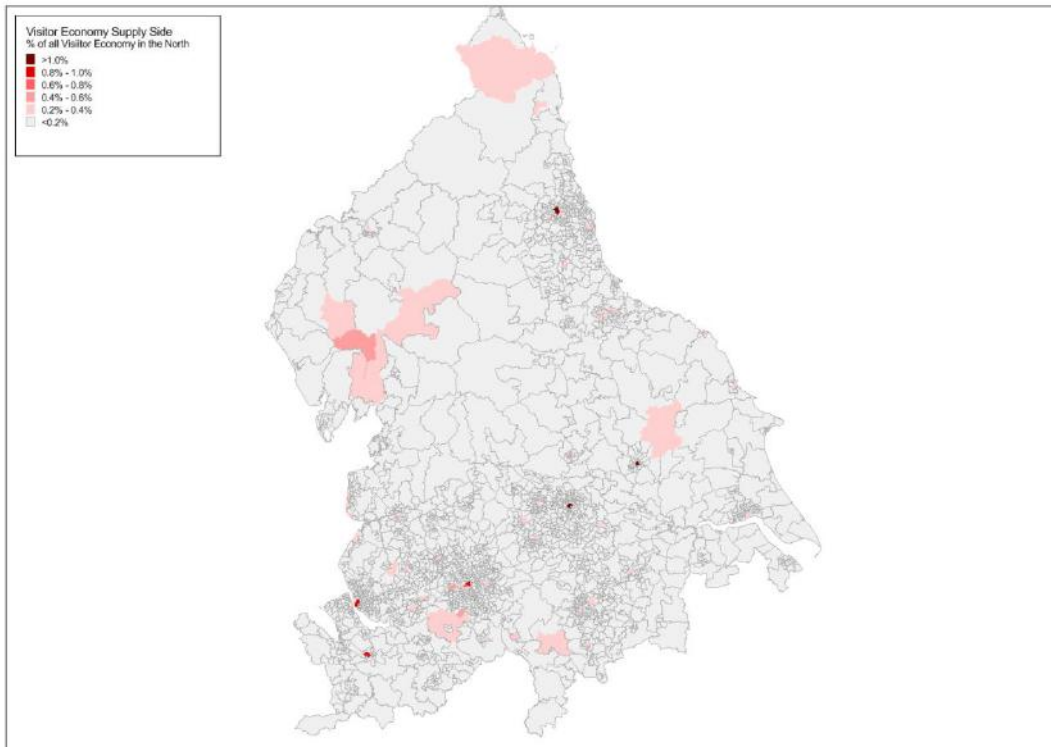 Visitor Economy Supply Side
% of all Visitor Economy in the North
>1.0%
0.8% - 1.0%
0.6% - 0.8%
0.4% - 0.6%
0.2% - 0.4%
<0.2%